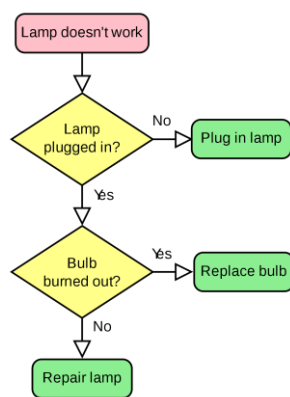 Lamp doesn't work
Lamp
plugged in?
No
Plug in lamp
Yes
Bulb
burned out?
Yes
Replace bulb
No
Repair lamp